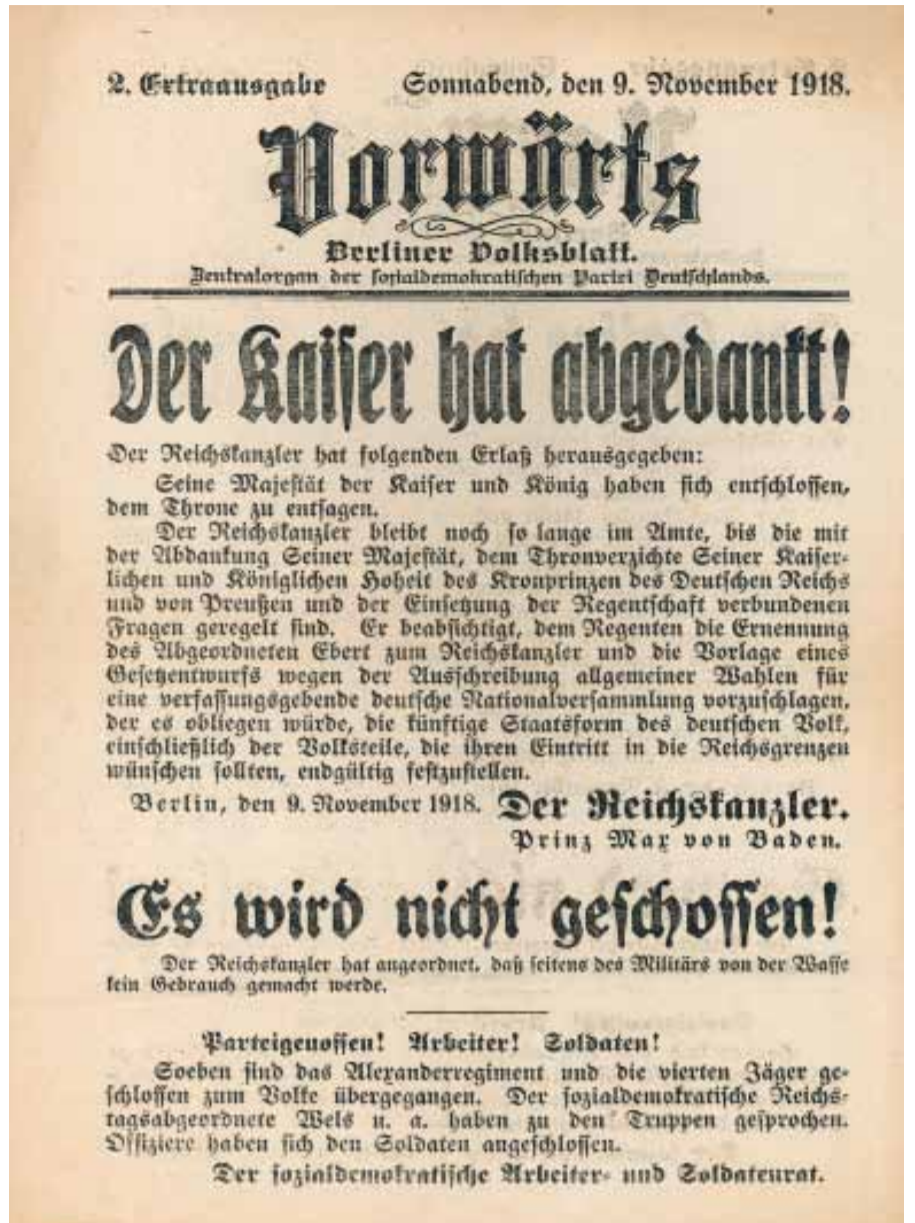 2. Extraausgabe Sonnabend, den 9. November 1918.
Vorwärts
Berliner Volksblatt.
Zentralorgan der sozialdemokratischen Partei Deutschlands.
Der Kaiser hat abgedankt!
Der Reichskanzler hat folgenden Erlaß herausgegeben:
Seine Majestät der Kaiser und König haben sich entschlossen,
dem Throne zu entsagen.
Der Reichskanzler bleibt noch so lange im Amte, bis die mit
der Abdankung Seiner Majestät, dem Thronverzichte Seiner Kaiser-
lichen und Königlichen Hoheit des Kronprinzen des Deutschen Reichs
und von Preußen und der Einsetzung der Regentschaft verbundenen
Fragen geregelt sind. Er beabsichtigt, dem Regenten die Ernennung
des Abgeordneten Ebert zum Reichskanzler und die Vorlage eines
Gesetzentwurfs wegen der Ausschreibung allgemeiner Wahlen für
eine verfassungsgebende deutsche Nationalversammlung vorzuschlagen,
der es obliegen würde, die künftige Staatsform des deutschen Volk,
einschließlich der Volksteile, die ihren Eintritt in die Reichsgrenzen
wünschen sollten, endgültig festzustellen.
Berlin, den 9. November 1918. Der Reichskanzler.
Prinz Max von Baden.
Es wird nicht geschossen!
Der Reichskanzler hat angeordnet, daß seitens des Militärs von der Waffe
kein Gebrauch gemacht werde.
Parteigenossen! Arbeiter! Soldaten!
Soeben sind das Alexanderregiment und die vierten Jäger ge-
schlossen zum Volke übergegangen. Der sozialdemokratische Reichs-
tagsabgeordnete Wels u. a. haben zu den Truppen gesprochen.
Offiziere haben sich den Soldaten angeschlossen.
Der sozialdemokratische Arbeiter- und Soldatenrat.